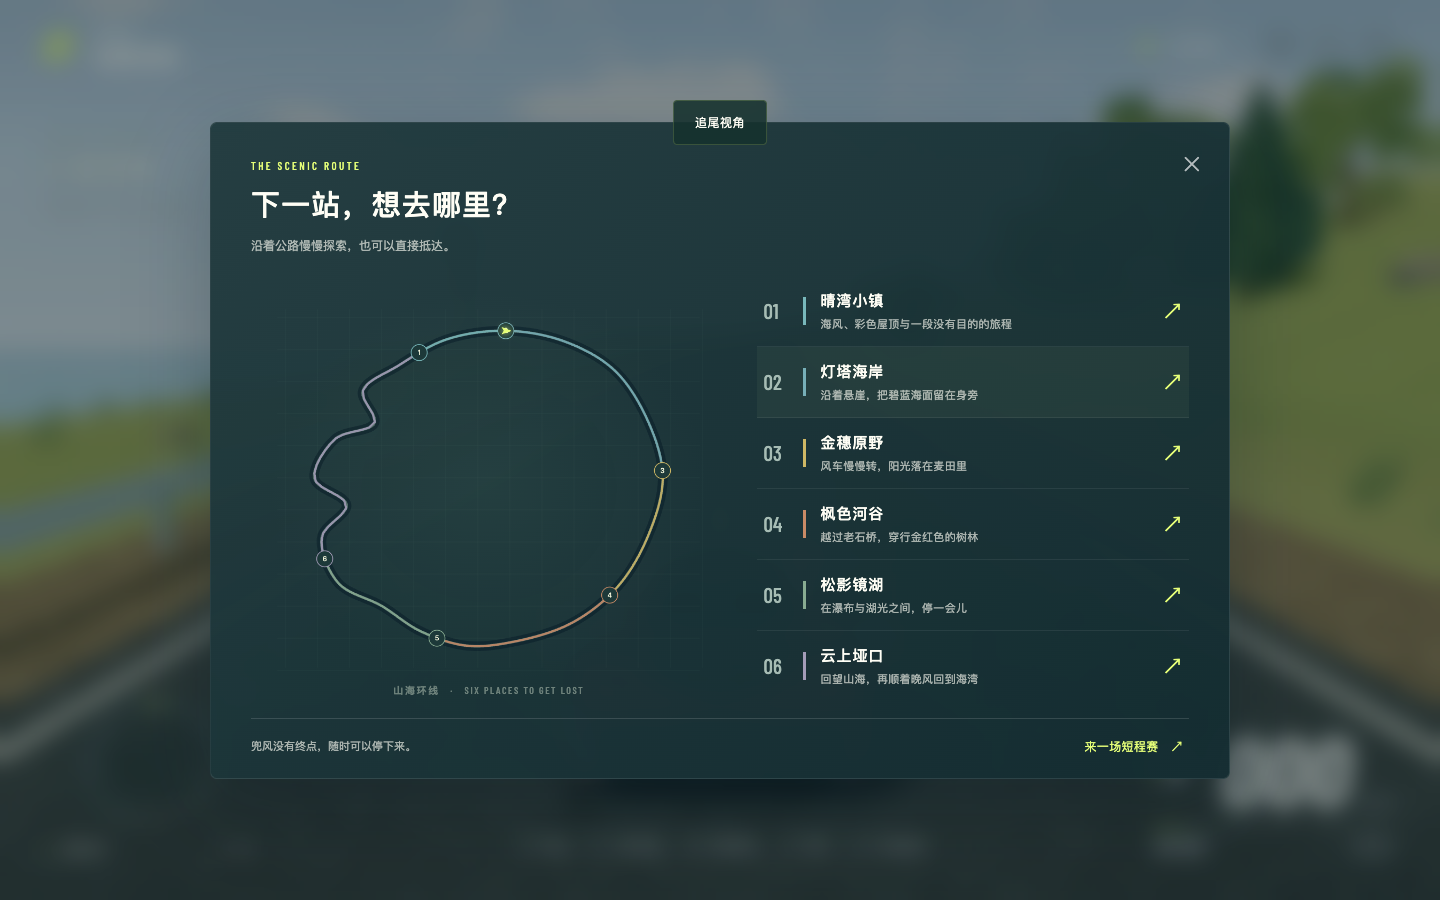 追尾视角
THE SCENIC ROUTE
下一站，想去哪里？
沿着公路慢慢探索，也可以直接抵达。
1
3
4
5
6
山海环线 · SIX PLACES TO GET LOST
01
晴湾小镇
海风、彩色屋顶与一段没有目的的旅程
02
灯塔海岸
沿着悬崖，把碧蓝海面留在身旁
03
金穗原野
风车慢慢转，阳光落在麦田里
04
枫色河谷
越过老石桥，穿行金红色的树林
05
松影镜湖
在瀑布与湖光之间，停一会儿
06
云上垭口
回望山海，再顺着晚风回到海湾
兜风没有终点，随时可以停下来。
来一场短程赛